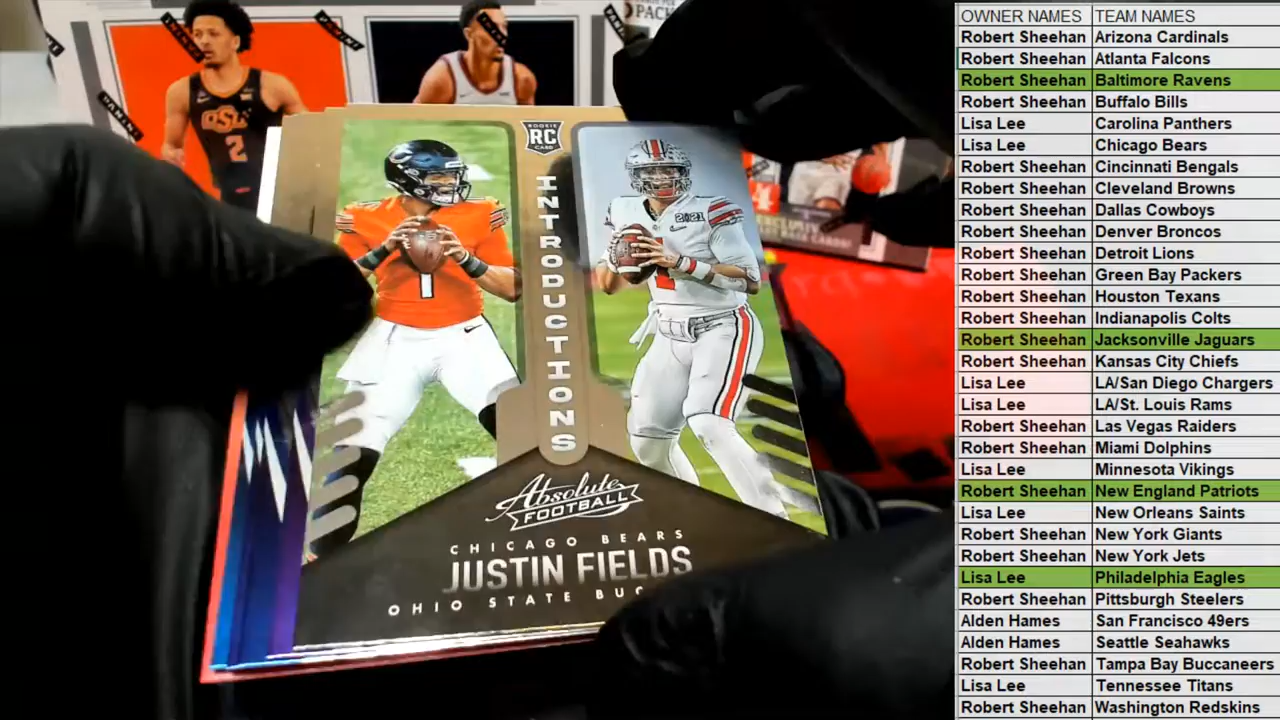 PANINI
PANINI
PACK
PANINI
OSU
2
RC
INTRODUCTIONS
1
2021
Absolute
FOOTBALL
CHICAGO BEARS
JUSTIN FIELDS
OHIO STATE BUC
OWNER NAMES TEAM NAMES
Robert Sheehan Arizona Cardinals
Robert Sheehan Atlanta Falcons
Robert Sheehan Baltimore Ravens
Robert Sheehan Buffalo Bills
Lisa Lee Carolina Panthers
Lisa Lee Chicago Bears
Robert Sheehan Cincinnati Bengals
Robert Sheehan Cleveland Browns
Robert Sheehan Dallas Cowboys
Robert Sheehan Denver Broncos
Robert Sheehan Detroit Lions
Robert Sheehan Green Bay Packers
Robert Sheehan Houston Texans
Robert Sheehan Indianapolis Colts
Robert Sheehan Jacksonville Jaguars
Robert Sheehan Kansas City Chiefs
Lisa Lee LA/San Diego Chargers
Lisa Lee LA/St. Louis Rams
Robert Sheehan Las Vegas Raiders
Robert Sheehan Miami Dolphins
Lisa Lee Minnesota Vikings
Robert Sheehan New England Patriots
Lisa Lee New Orleans Saints
Robert Sheehan New York Giants
Robert Sheehan New York Jets
Lisa Lee Philadelphia Eagles
Robert Sheehan Pittsburgh Steelers
Alden Hames San Francisco 49ers
Alden Hames Seattle Seahawks
Robert Sheehan Tampa Bay Buccaneers
Lisa Lee Tennessee Titans
Robert Sheehan Washington Redskins